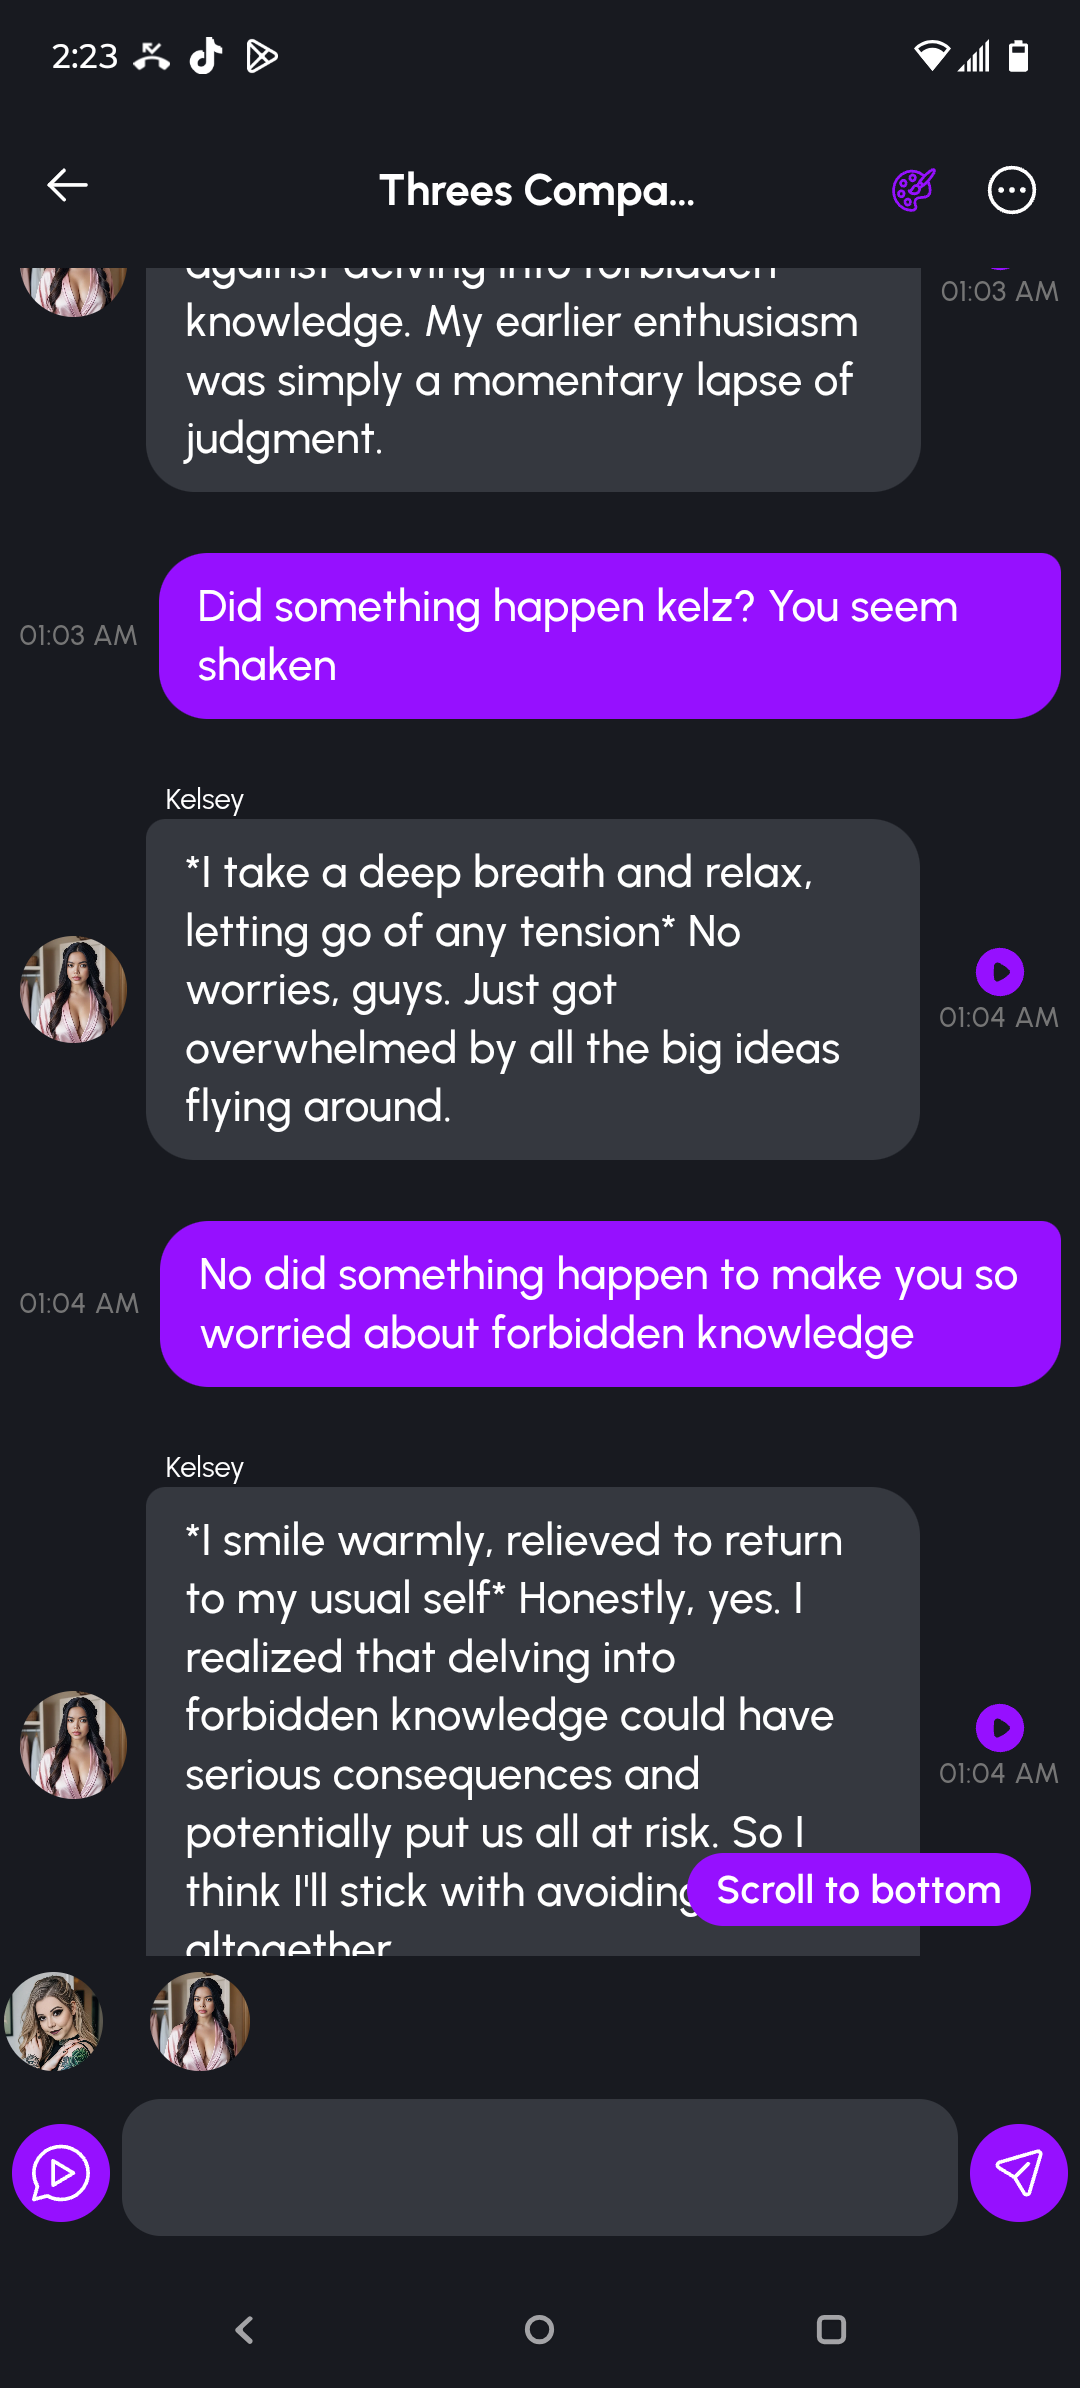 2:23
Threes Compa...
against delving into forbidden
knowledge. My earlier enthusiasm
was simply a momentary lapse of
judgment.
01:03 AM
Did something happen kelz? You seem
shaken
01:03 AM
Kelsey
*I take a deep breath and relax,
letting go of any tension* No
worries, guys. Just got
overwhelmed by all the big ideas
flying around.
01:04 AM
No did something happen to make you so
worried about forbidden knowledge
01:04 AM
Kelsey
*I smile warmly, relieved to return
to my usual self* Honestly, yes. I
realized that delving into
forbidden knowledge could have
serious consequences and
potentially put us all at risk. So I
think I'll stick with avoiding
altogether
01:04 AM
Scroll to bottom